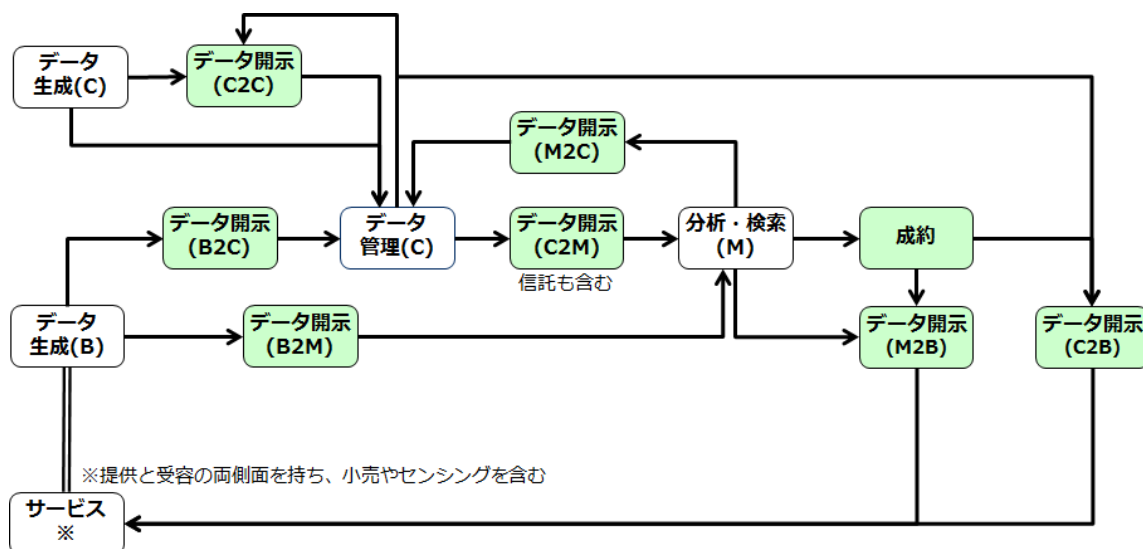 データ
生成(C)
データ開示
(C2C)
データ開示
(M2C)
データ開示
(B2C)
データ
管理(C)
データ開示
(C2M)
信託も含む
分析・検索
(M)
成約
データ
生成(B)
データ開示
(B2M)
データ開示
(M2B)
データ開示
(C2B)
※提供と受容の両側面を持ち、小売やセンシングを含む
サービス
※